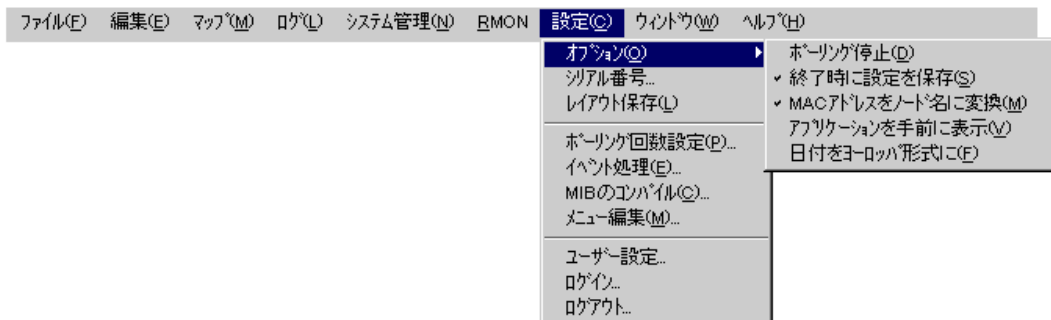 ﾌｧｲﾙ(F) 編集(E) ﾏｯﾌﾟ(M) ﾛｸﾞ(L) ｼｽﾃﾑ管理(N) RMON 設定(C) ｳｨﾝﾄﾞｳ(W) ﾍﾙﾌﾟ(H)
ｵﾌﾟｼｮﾝ(O)
ｼﾘｱﾙ番号...
ﾚｲｱｳﾄ保存(L)
ﾎﾟｰﾘﾝｸﾞ回数設定(P)...
ｲﾍﾞﾝﾄ処理(E)...
MIBのｺﾝﾊﾟｲﾙ(C)...
ﾒﾆｭｰ編集(M)...
ﾕｰｻﾞｰ設定...
ﾛｸﾞｲﾝ...
ﾛｸﾞｱｳﾄ...
ﾎﾟｰﾘﾝｸﾞ停止(D)
終了時に設定を保存(S)
MACｱﾄﾞﾚｽをﾉｰﾄﾞ名に変換(M)
ｱﾌﾟﾘｹｰｼｮﾝを手前に表示(V)
日付をﾖｰﾛｯﾊﾟ形式に(F)